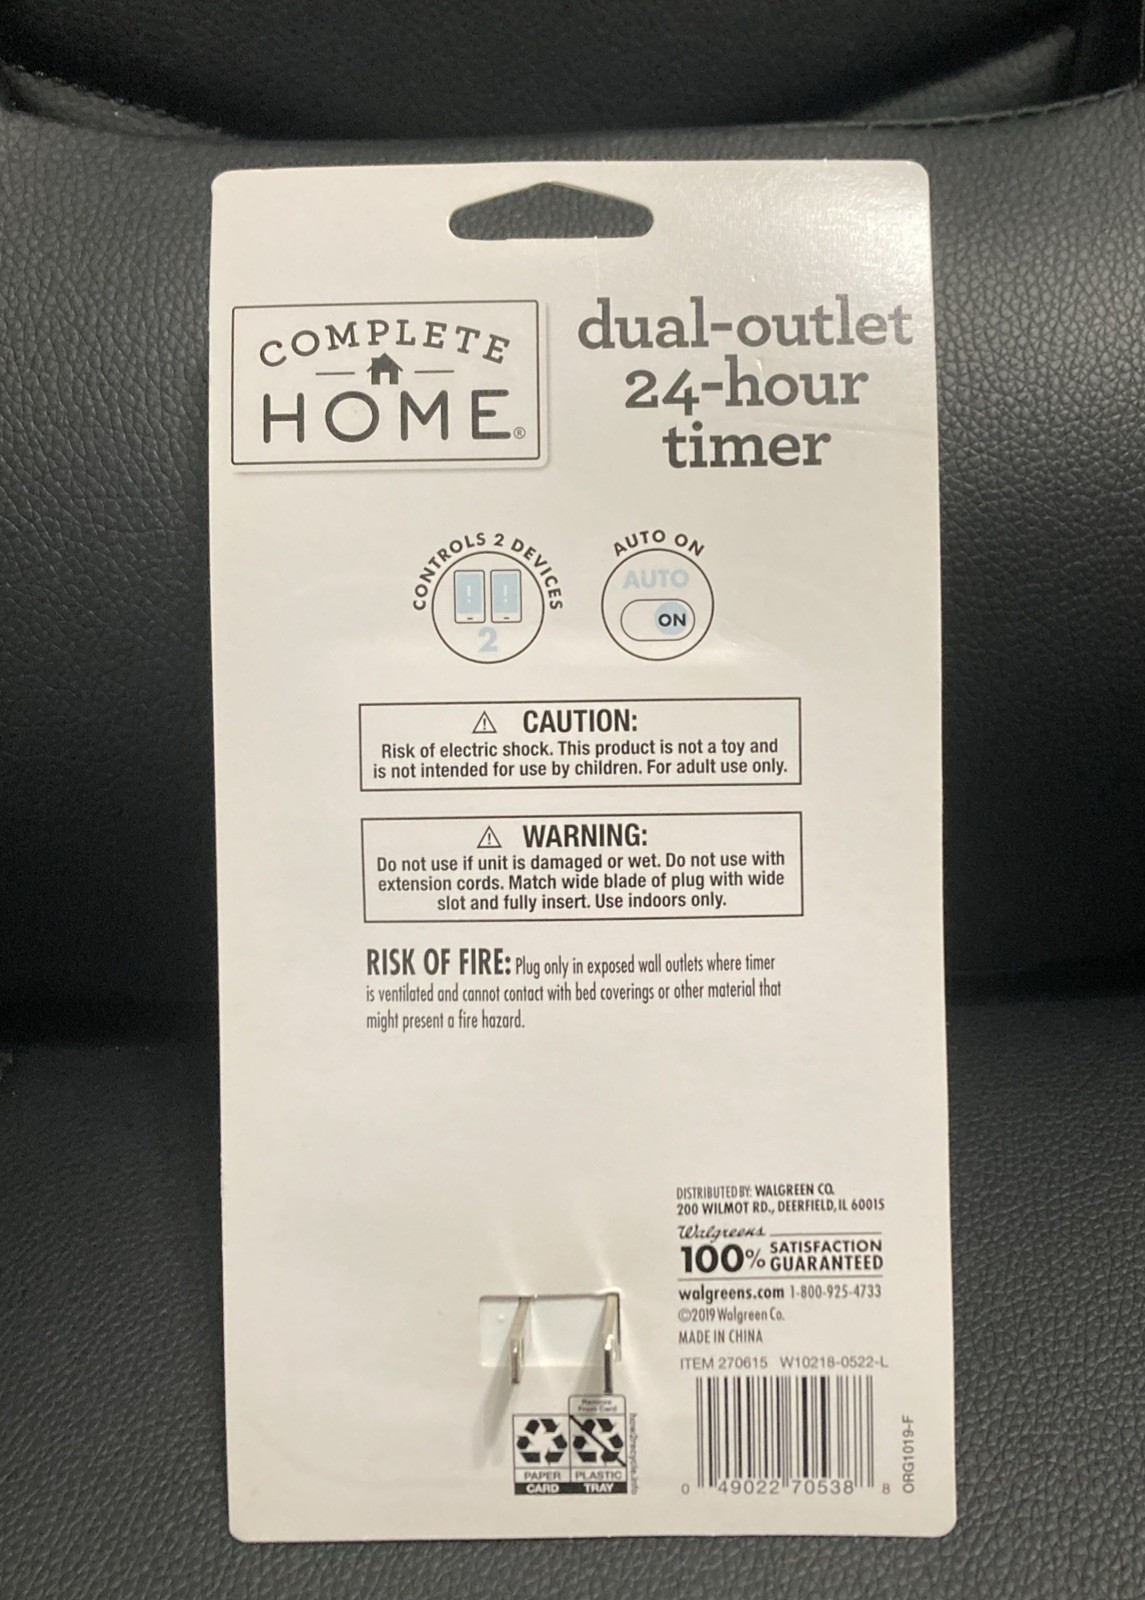 COMPLETE
HOME®
dual-outlet
24-hour
timer
CONTROLS 2 DEVICES
2
AUTO ON
AUTO
ON
⚠ CAUTION:
Risk of electric shock. This product is not a toy and
is not intended for use by children. For adult use only.
⚠ WARNING:
Do not use if unit is damaged or wet. Do not use with
extension cords. Match wide blade of plug with wide
slot and fully insert. Use indoors only.
RISK OF FIRE: Plug only in exposed wall outlets where timer
is ventilated and cannot contact with bed coverings or other material that
might present a fire hazard.
DISTRIBUTED BY: WALGREEN CO.
200 WILMOT RD., DEERFIELD, IL 60015
Walgreens
100% SATISFACTION
GUARANTEED
walgreens.com 1-800-925-4733
©2019 Walgreen Co.
MADE IN CHINA
ITEM 270615 W10218-0522-L
0 49022 70538 8
ORG1019-F
Remove
Front Card
PAPER PLASTIC
CARD TRAY
how2recycle.info